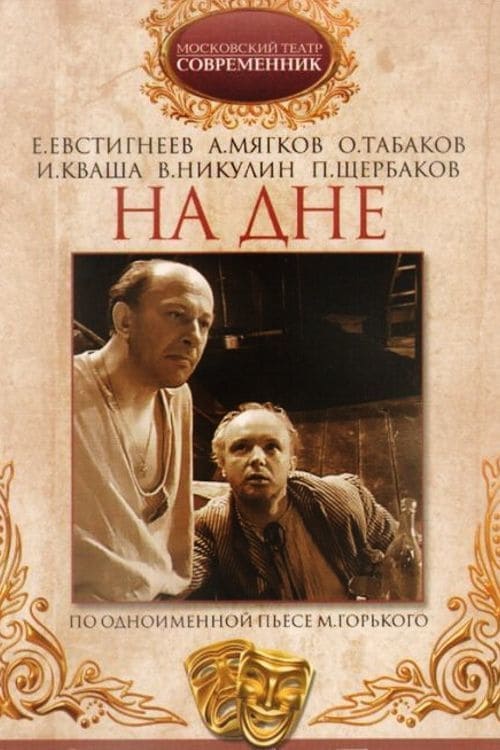 МОСКОВСКИЙ ТЕАТР
СОВРЕМЕННИК
Е.ЕВСТИГНЕЕВ А.МЯГКОВ О.ТАБАКОВ
И.КВАША В.НИКУЛИН П.ЩЕРБАКОВ
НА ДНЕ
ПО ОДНОИМЕННОЙ ПЬЕСЕ М.ГОРЬКОГО